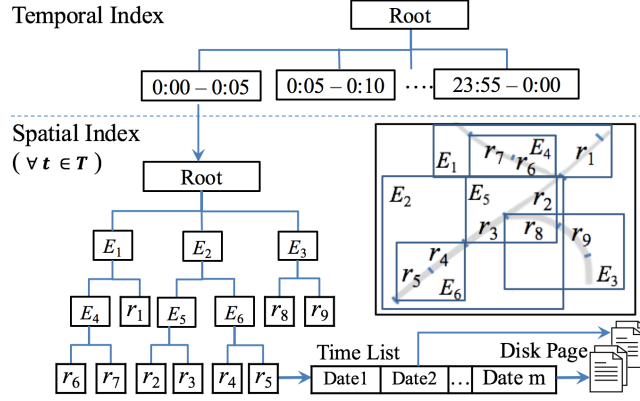 Temporal Index
Root
0:00 – 0:05
0:05 – 0:10
....
23:55 – 0:00
Spatial Index
( ∀ t ∈ T )
Root
E1
E2
E3
E4
r1
E5
E6
r8
r9
r6
r7
r2
r3
r4
r5
r7
E4
r1
E1
r6
E2
E5
r2
r3
r8
r9
r4
r5
E6
E3
Time List
Disk Page
Date1
Date2
...
Date m